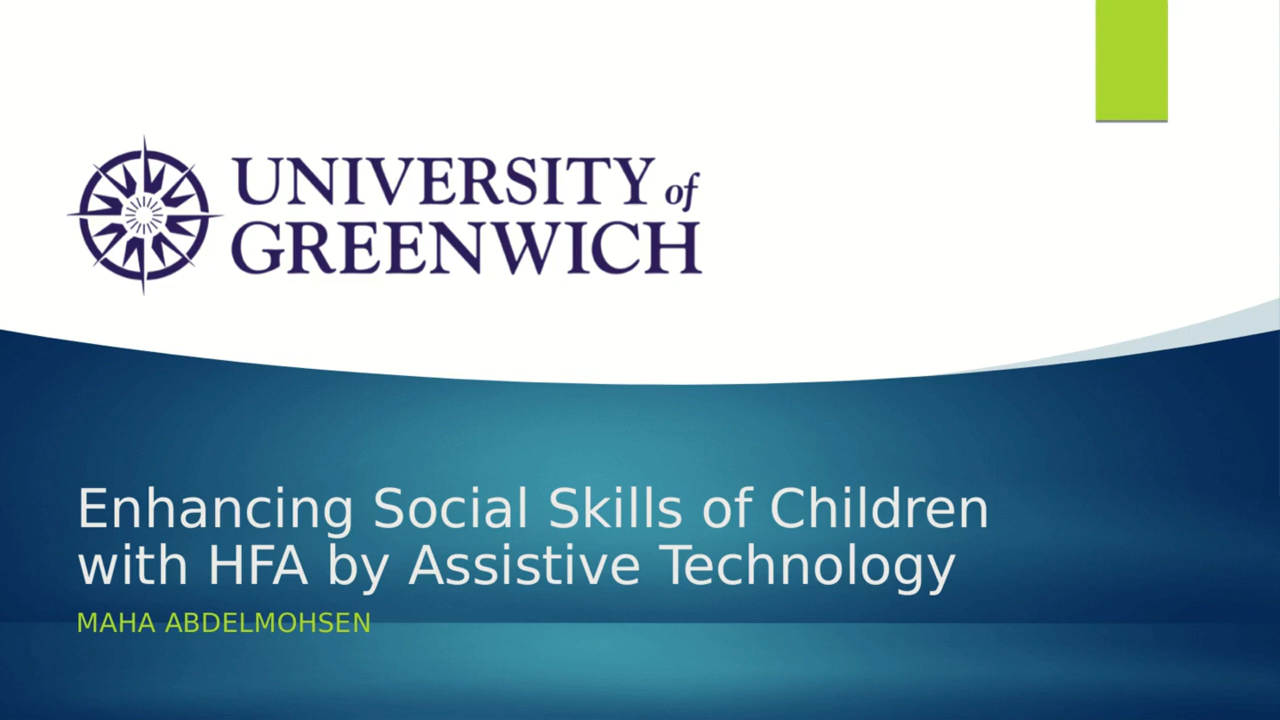 UNIVERSITY of
GREENWICH
Enhancing Social Skills of Children
with HFA by Assistive Technology
MAHA ABDELMOHSEN